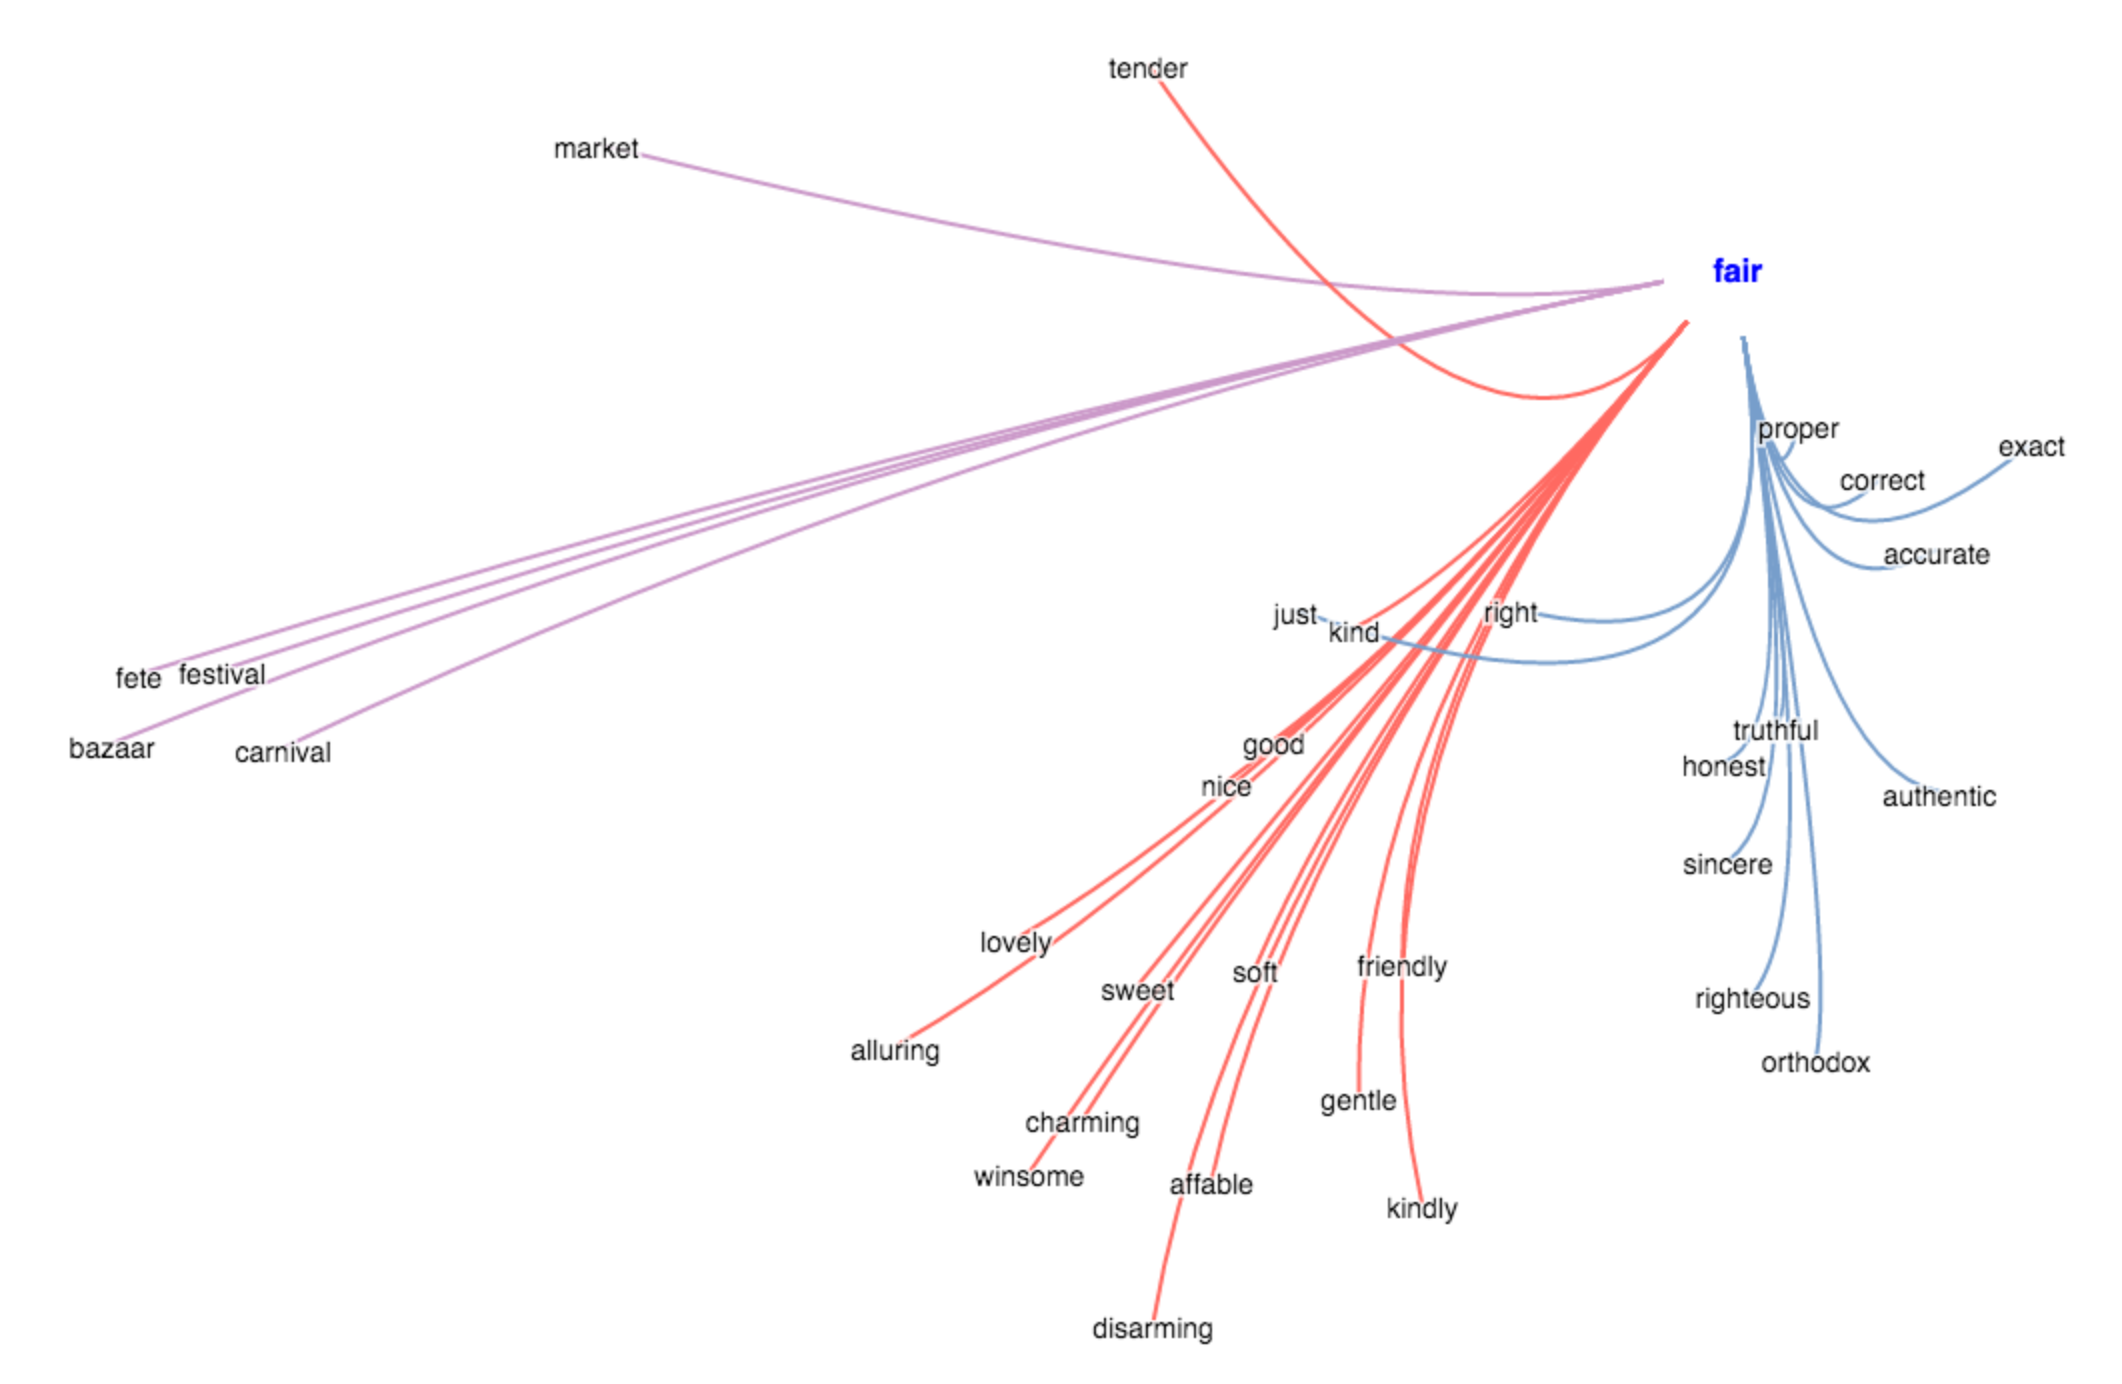 tender
market
fair
proper
exact
correct
accurate
just
kind
right
fete
festival
bazaar
carnival
good
truthful
honest
nice
authentic
sincere
lovely
soft
friendly
sweet
righteous
alluring
orthodox
gentle
charming
winsome
affable
kindly
disarming